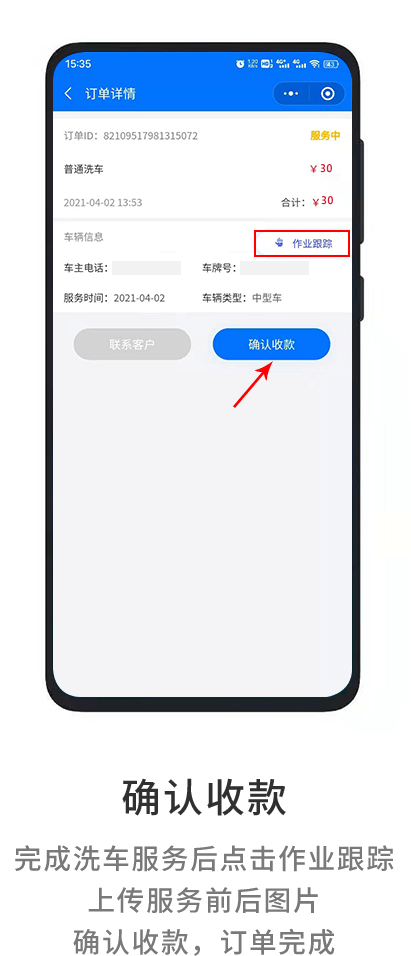 15:35
订单详情
订单ID: 82109517981315072
服务中
普通洗车
¥ 30
2021-04-02 13:53
合计: ¥ 30
车辆信息
作业跟踪
车主电话:
车牌号:
服务时间: 2021-04-02
车辆类型: 中型车
联系客户
确认收款
确认收款
完成洗车服务后点击作业跟踪
上传服务前后图片
确认收款，订单完成